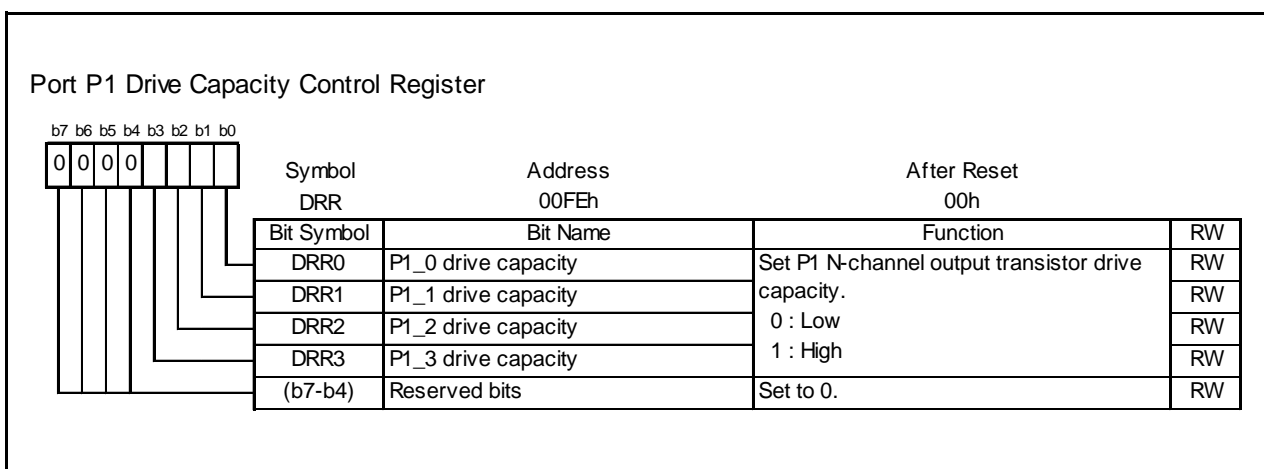 Port P1 Drive Capacity Control Register
b7 b6 b5 b4 b3 b2 b1 b0
0 0 0 0
Symbol Address After Reset
DRR 00FEh 00h
Bit Symbol Bit Name Function RW
DRR0 P1_0 drive capacity Set P1 N-channel output transistor drive RW
DRR1 P1_1 drive capacity capacity. RW
DRR2 P1_2 drive capacity 0 : Low RW
DRR3 P1_3 drive capacity 1 : High RW
(b7-b4) Reserved bits Set to 0. RW